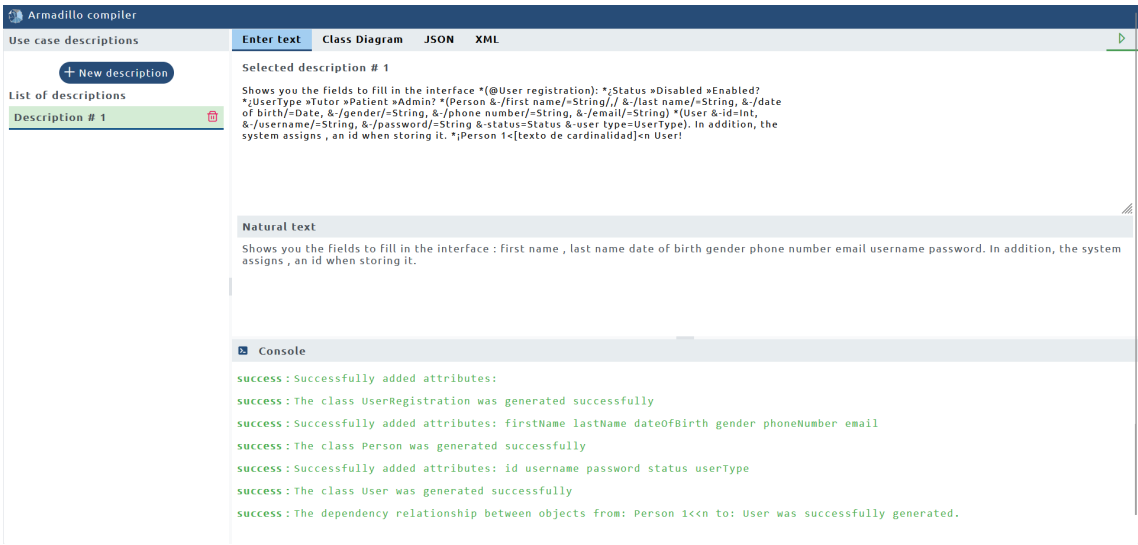 Armadillo compiler
Use case descriptions
Enter text Class Diagram JSON XML
+ New description
List of descriptions
Description # 1
Selected description # 1
Shows you the fields to fill in the interface *(@User registration): *¿Status »Disabled »Enabled?
*¿UserType »Tutor »Patient »Admin? *(Person &-/first name/=String/,/ &-/last name/=String, &-/date
of birth/=Date, &-/gender/=String, &-/phone number/=String, &-/email/=String) *(User &-id=Int,
&-/username/=String, &-/password/=String &-status=Status &-user type=UserType). In addition, the
system assigns , an id when storing it. *¡Person 1<[texto de cardinalidad]<n User!
Natural text
Shows you the fields to fill in the interface : first name , last name date of birth gender phone number email username password. In addition, the system
assigns , an id when storing it.
Console
success : Successfully added attributes:
success : The class UserRegistration was generated successfully
success : Successfully added attributes: firstName lastName dateOfBirth gender phoneNumber email
success : The class Person was generated successfully
success : Successfully added attributes: id username password status userType
success : The class User was generated successfully
success : The dependency relationship between objects from: Person 1<<n to: User was successfully generated.